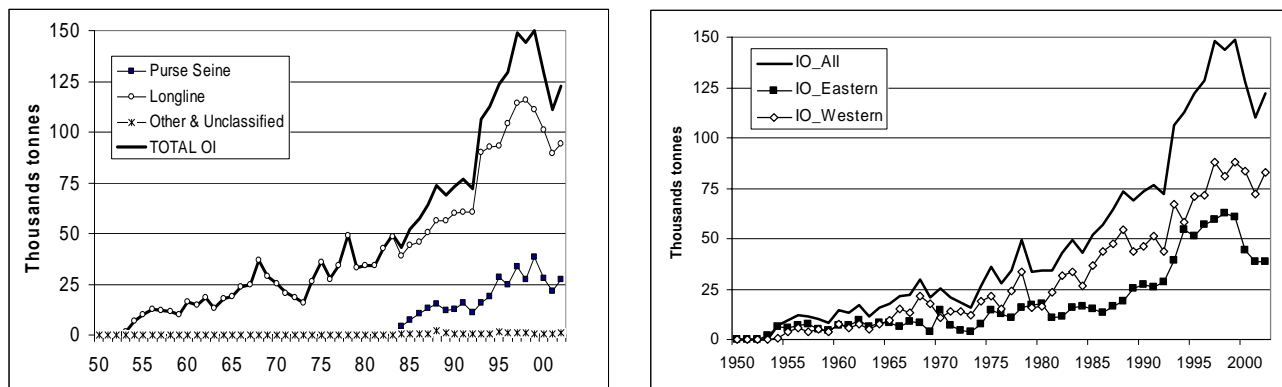 150
125
100
75
50
25
0
Thousands tonnes
Purse Seine
Longline
Other & Unclassified
TOTAL OI
50 55 60 65 70 75 80 85 90 95 00
150
125
100
75
50
25
0
Thousands tonnes
IO_All
IO_Eastern
IO_Western
1950 1955 1960 1965 1970 1975 1980 1985 1990 1995 2000